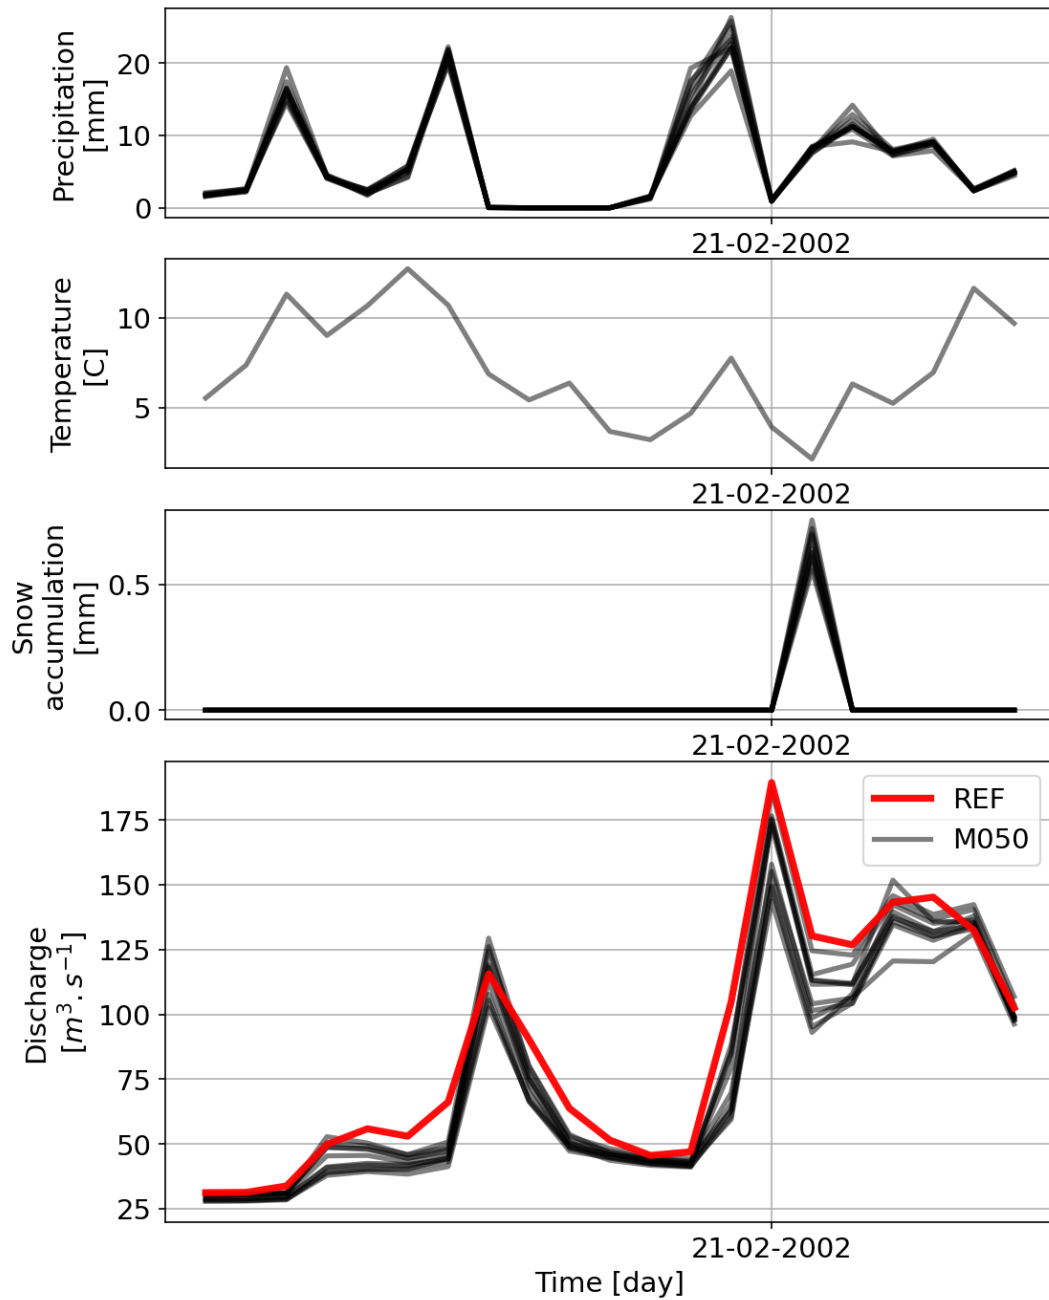 Precipitation
[mm]
20
10
0
21-02-2002
Temperature
[C]
10
5
21-02-2002
Snow
accumulation
[mm]
0.5
0.0
21-02-2002
Discharge
[m³.s⁻¹]
175
150
125
100
75
50
25
REF
M050
21-02-2002
Time [day]